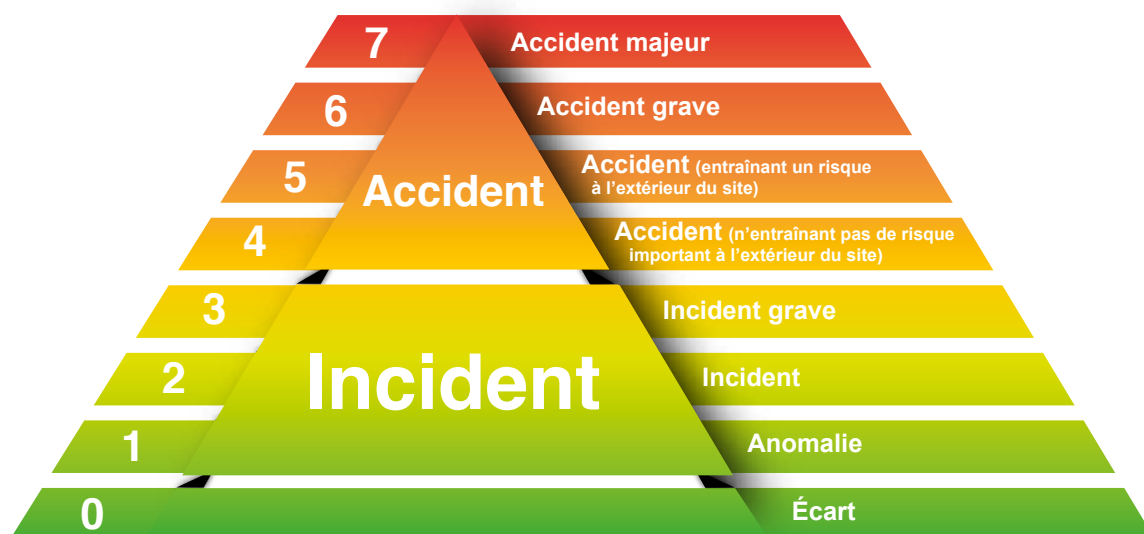 7 Accident majeur
6 Accident grave
5 Accident (entraînant un risque
à l’extérieur du site)
Accident
4 Accident (n’entraînant pas de risque
important à l’extérieur du site)
3 Incident grave
2 Incident
Incident
1 Anomalie
0 Écart